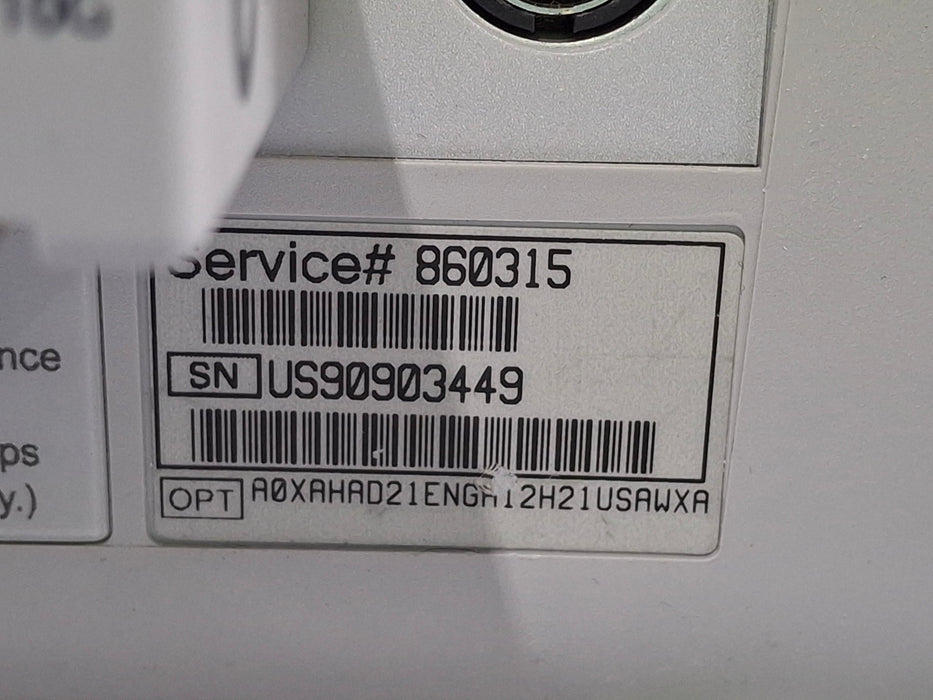 Service# 860315
SN US90903449
nce
ps
y.)
OPT A0XAHAD21ENGA12H21USAWXA